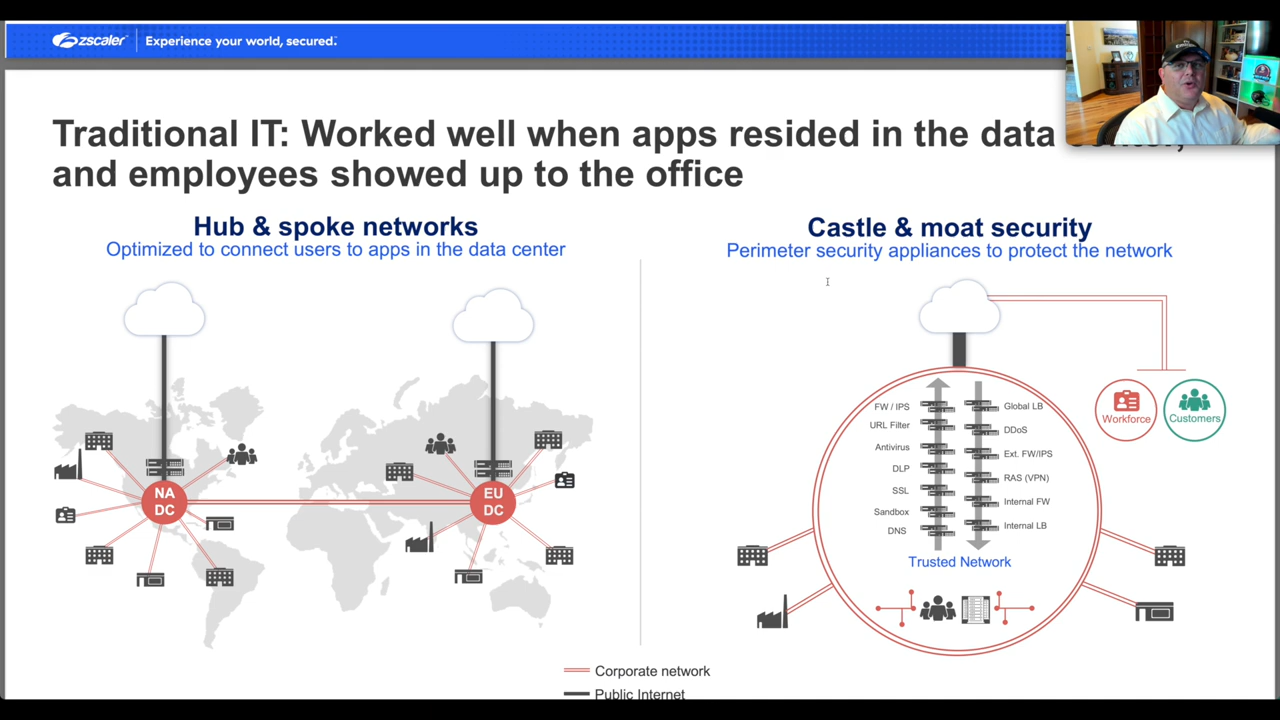 zscaler
Experience your world, secured.™
Traditional IT: Worked well when apps resided in the data
and employees showed up to the office
Hub & spoke networks
Optimized to connect users to apps in the data center
NA
DC
EU
DC
Castle & moat security
Perimeter security appliances to protect the network
Workforce
Customers
FW / IPS
URL Filter
Antivirus
DLP
SSL
Sandbox
DNS
Global LB
DDoS
Ext. FW/IPS
RAS (VPN)
Internal FW
Internal LB
Trusted Network
Corporate network
Public Internet